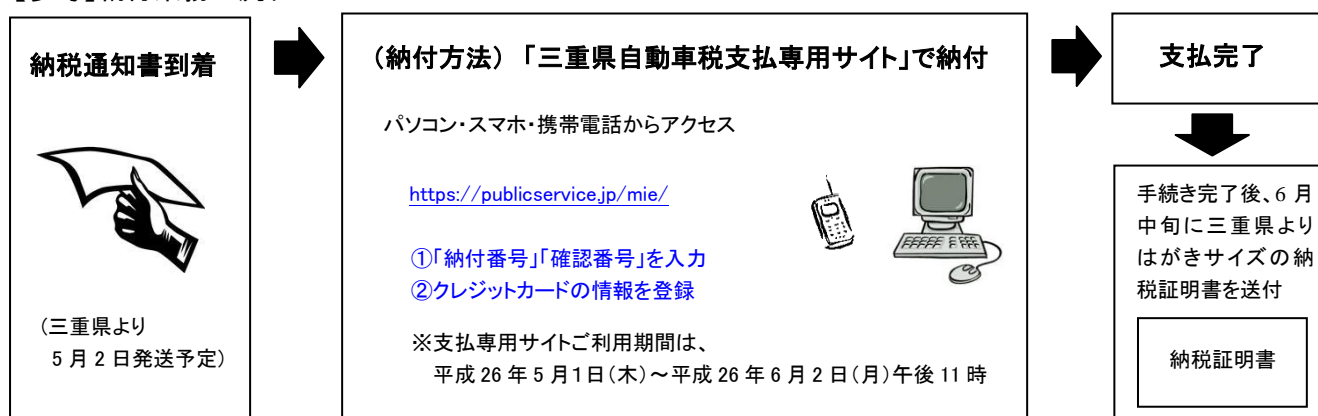 納税通知書到着
(三重県より
5月2日発送予定)
(納付方法)「三重県自動車税支払専用サイト」で納付
パソコン・スマホ・携帯電話からアクセス
https://publicservice.jp/mie/
①「納付番号」「確認番号」を入力
②クレジットカードの情報を登録
※支払専用サイトご利用期間は、
平成26年5月1日(木)～平成26年6月2日(月)午後11時
支払完了
手続き完了後、6月
中旬に三重県より
はがきサイズの納
税証明書を送付
納税証明書